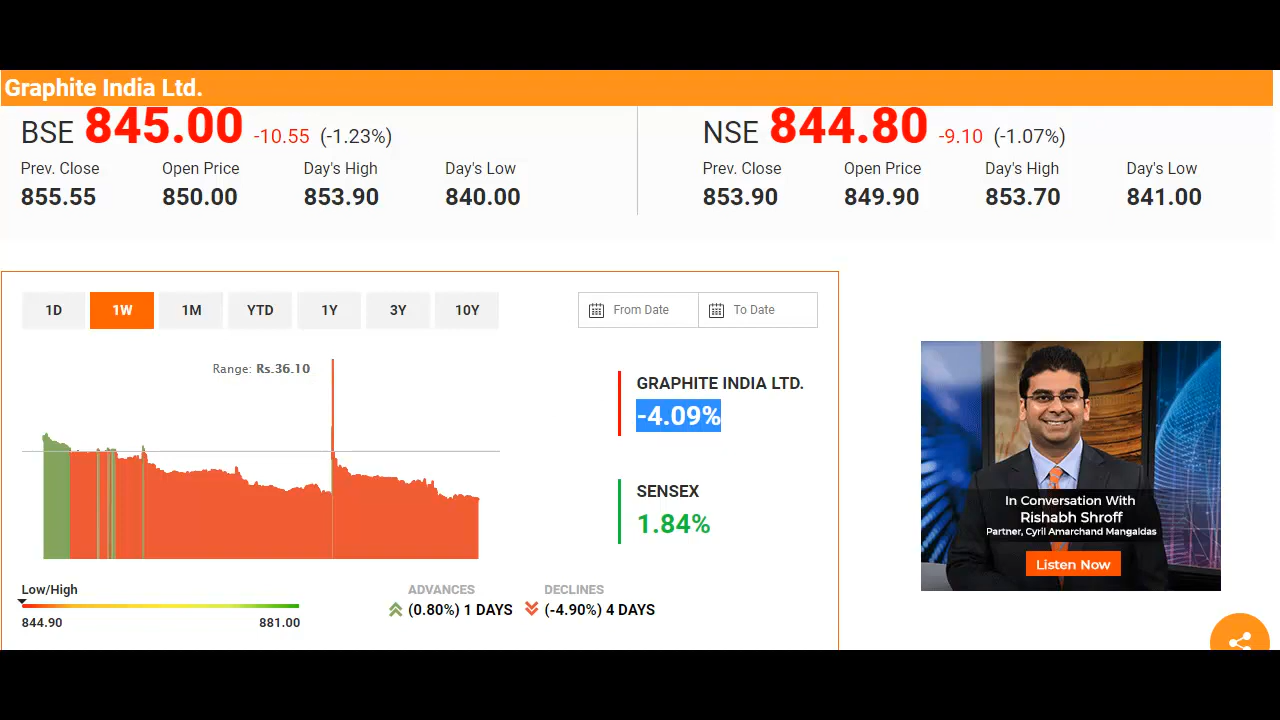 Graphite India Ltd.
BSE 845.00 -10.55 (-1.23%)
Prev. Close Open Price Day's High Day's Low
855.55 850.00 853.90 840.00
NSE 844.80 -9.10 (-1.07%)
Prev. Close Open Price Day's High Day's Low
853.90 849.90 853.70 841.00
1D 1W 1M YTD 1Y 3Y 10Y
From Date To Date
Range: Rs.36.10
GRAPHITE INDIA LTD.
-4.09%
SENSEX
1.84%
Low/High
844.90 881.00
ADVANCES DECLINES
(0.80%) 1 DAYS (-4.90%) 4 DAYS
In Conversation With
Rishabh Shroff
Partner, Cyril Amarchand Mangaldas
Listen Now